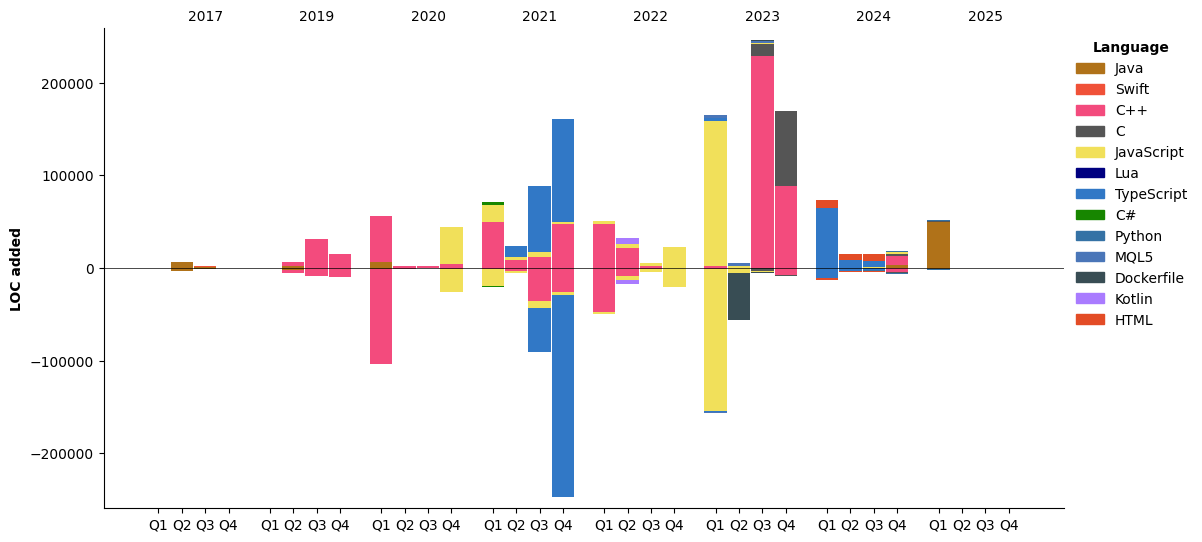 2017 2019 2020 2021 2022 2023 2024 2025
Language
Java
Swift
C++
C
JavaScript
Lua
TypeScript
C#
Python
MQL5
Dockerfile
Kotlin
HTML
LOC added
200000
100000
0
−100000
−200000
Q1 Q2 Q3 Q4 Q1 Q2 Q3 Q4 Q1 Q2 Q3 Q4 Q1 Q2 Q3 Q4 Q1 Q2 Q3 Q4 Q1 Q2 Q3 Q4 Q1 Q2 Q3 Q4 Q1 Q2 Q3 Q4